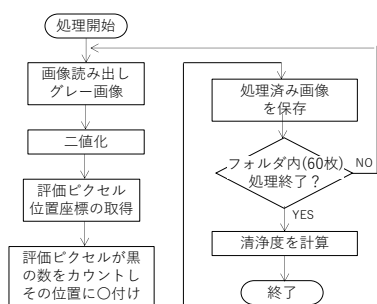 処理開始
画像読み出し
グレー画像
二値化
評価ピクセル
位置座標の取得
評価ピクセルが黒
の数をカウントし
その位置に○付け
処理済み画像
を保存
フォルダ内(60枚)
処理終了？
NO
YES
清浄度を計算
終了